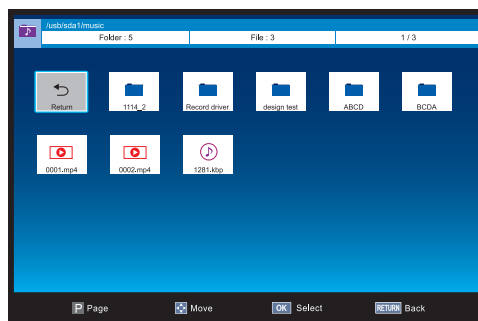 /usb/sda1/music
Folder : 5 File : 3 1 / 3
Return 1114_2 Record driver design test ABCD BCDA
0001.mp4 0002.mp4 1281.kbp
P Page Move OK Select RETURN Back